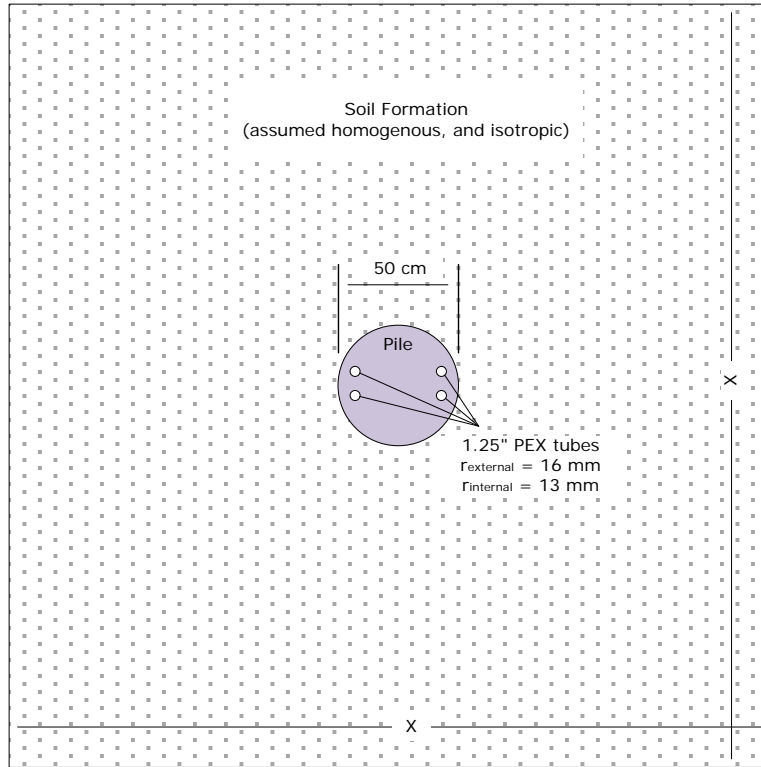 Soil Formation
(assumed homogenous, and isotropic)
50 cm
Pile
X
1.25" PEX tubes
rexternal = 16 mm
rinternal = 13 mm
X